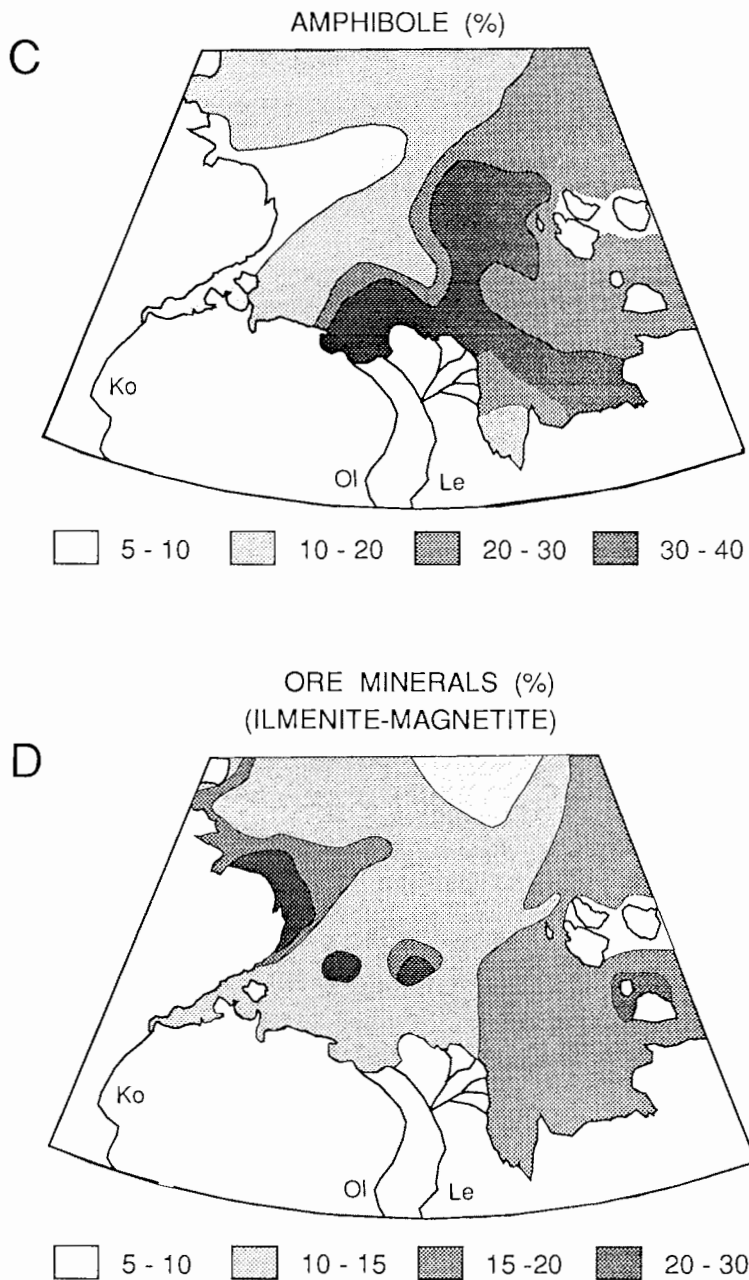 AMPHIBOLE (%)
C
Ko
Ol
Le
5 - 10
10 - 20
20 - 30
30 - 40
ORE MINERALS (%)
(ILMENITE-MAGNETITE)
D
Ko
Ol
Le
5 - 10
10 - 15
15 -20
20 - 30